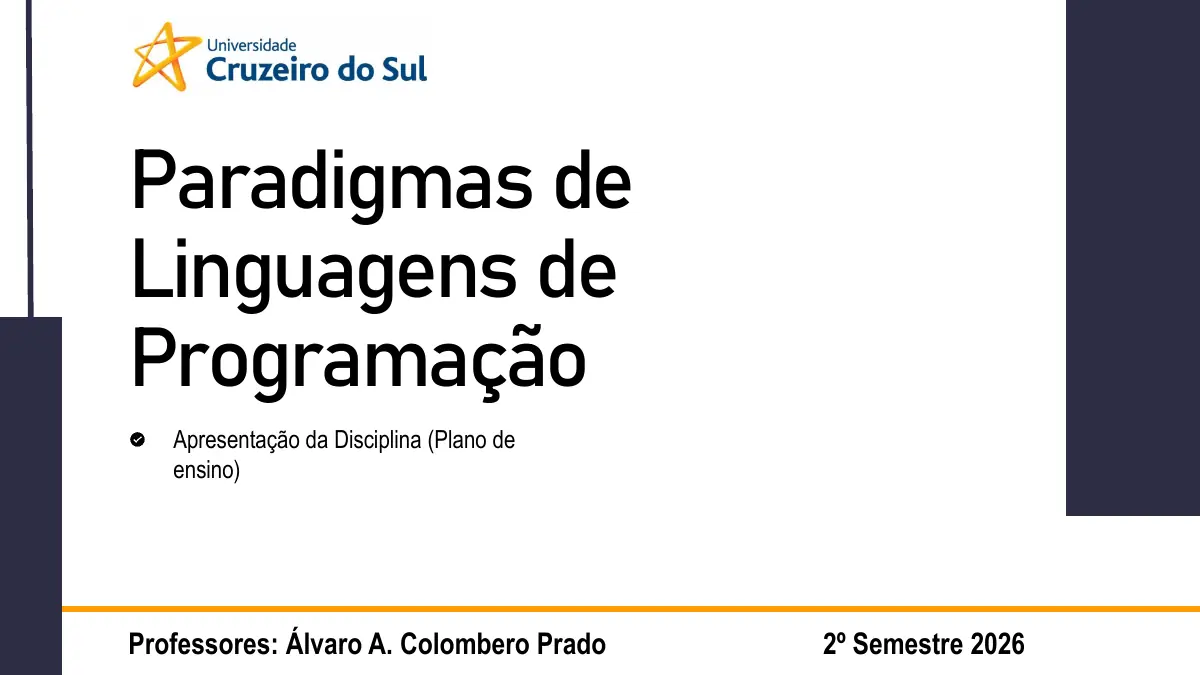 Universidade
Cruzeiro do Sul
Paradigmas de
Linguagens de
Programação
Apresentação da Disciplina (Plano de
ensino)
Professores: Álvaro A. Colombero Prado
2º Semestre 2026